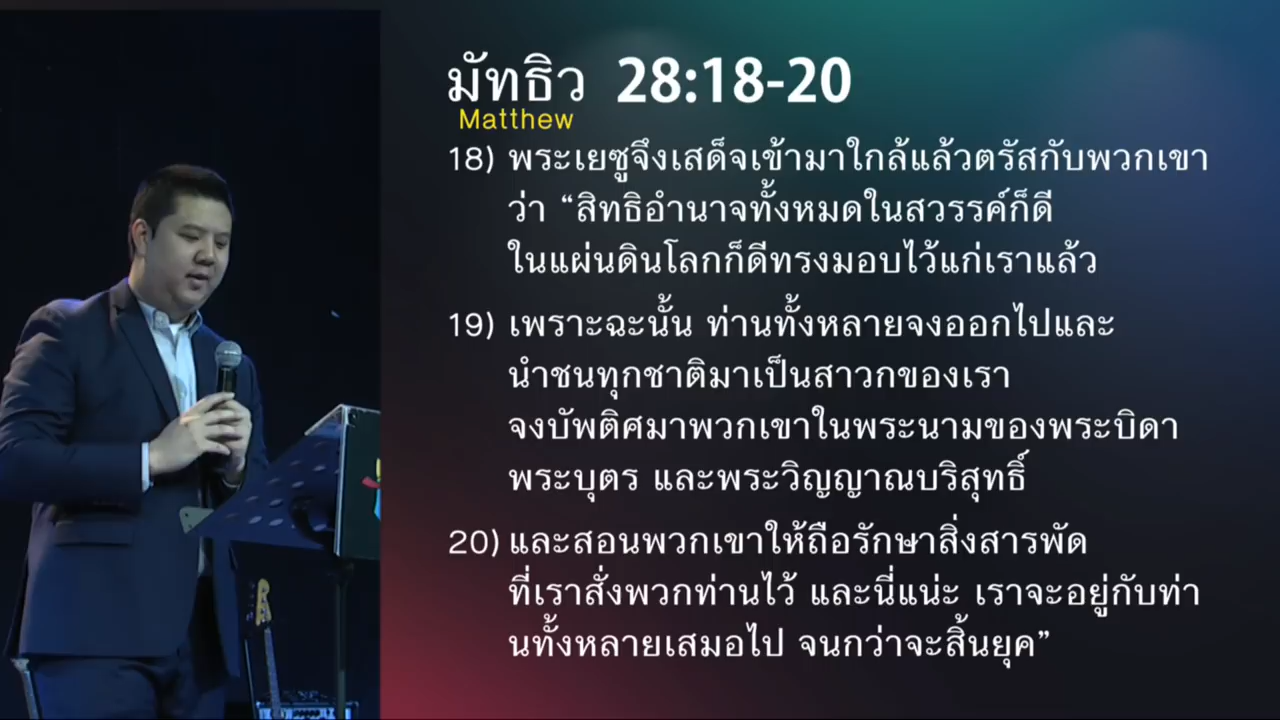 มัทธิว 28:18-20
Matthew
18) พระเยซูจึงเสด็จเข้ามาใกล้แล้วตรัสกับพวกเขา
ว่า “สิทธิอำนาจทั้งหมดในสวรรค์ก็ดี
ในแผ่นดินโลกก็ดีทรงมอบไว้แก่เราแล้ว
19) เพราะฉะนั้น ท่านทั้งหลายจงออกไปและ
นำชนทุกชาติมาเป็นสาวกของเรา
จงบัพติศมาพวกเขาในพระนามของพระบิดา
พระบุตร และพระวิญญาณบริสุทธิ์
20) และสอนพวกเขาให้ถือรักษาสิ่งสารพัด
ที่เราสั่งพวกท่านไว้ และนี่แน่ะ เราจะอยู่กับท่า
นทั้งหลายเสมอไป จนกว่าจะสิ้นยุค”